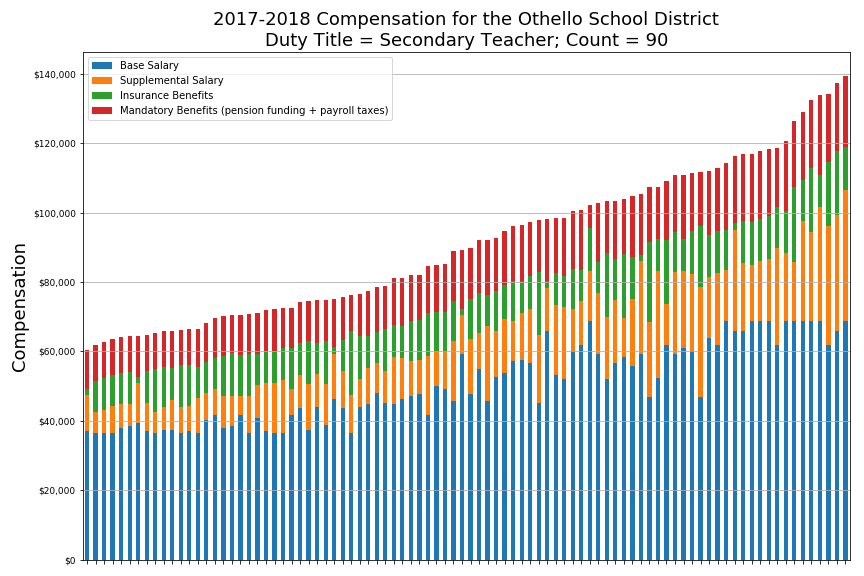 2017-2018 Compensation for the Othello School District
Duty Title = Secondary Teacher; Count = 90
Base Salary
Supplemental Salary
Insurance Benefits
Mandatory Benefits (pension funding + payroll taxes)
Compensation
$140,000
$120,000
$100,000
$80,000
$60,000
$40,000
$20,000
$0